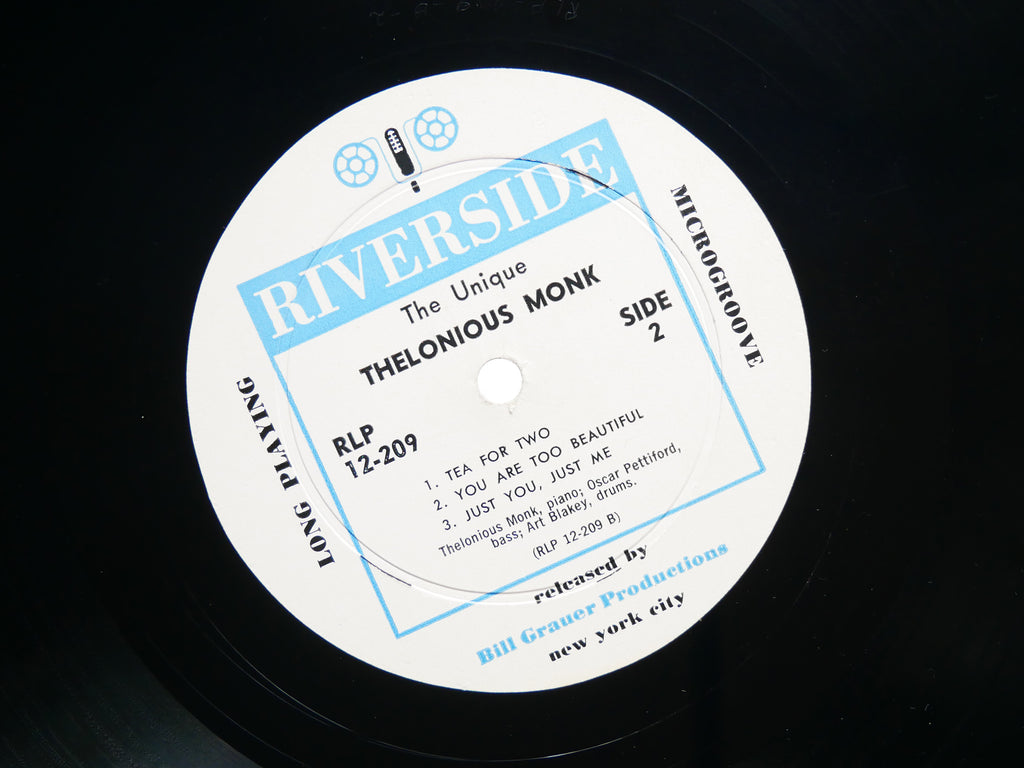 RIVERSIDE
The Unique
THELONIOUS MONK
SIDE
2
RLP
12-209
1. TEA FOR TWO
2. YOU ARE TOO BEAUTIFUL
3. JUST YOU, JUST ME
Thelonious Monk, piano; Oscar Pettiford,
bass; Art Blakey, drums.
(RLP 12-209 B)
LONG PLAYING
MICROGROOVE
released by
Bill Grauer Productions
new york city